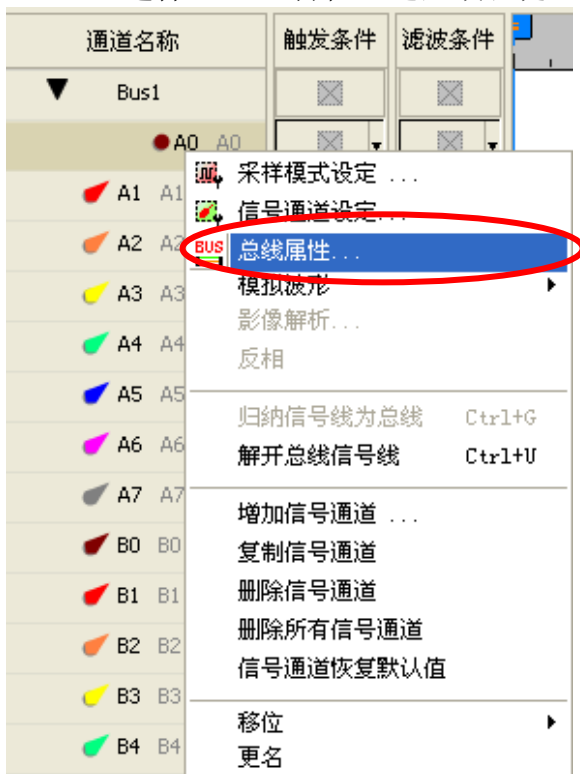 通道名称 触发条件 滤波条件
Bus1
A0 A0
采样模式设定 ...
A1 A1
信号通道设定...
A2 A2
BUS 总线属性...
A3 A3
模拟波形
影像解析...
A4 A4
反相
A5 A5
归纳信号线为总线 Ctrl+G
A6 A6
解开总线信号线 Ctrl+U
A7 A7
增加信号通道 ...
B0 B0
复制信号通道
B1 B1
删除信号通道
删除所有信号通道
B2 B2
信号通道恢复默认值
B3 B3
移位
B4 B4
更名